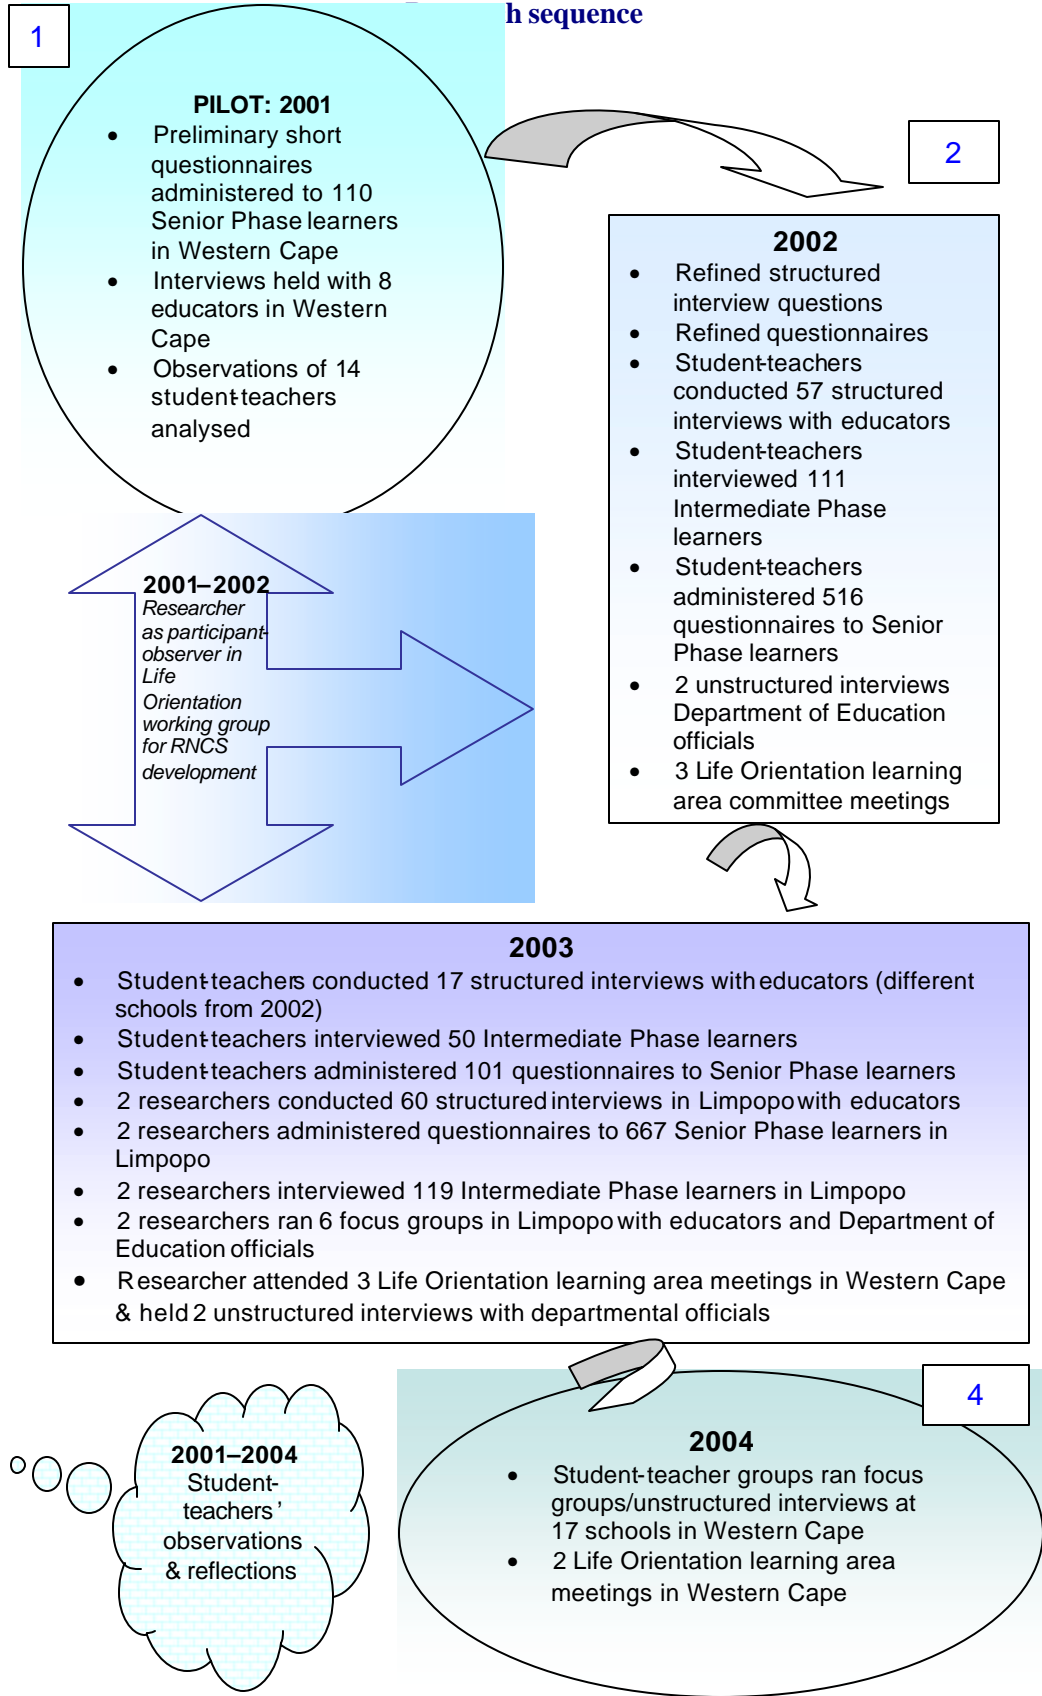 h sequence
1
PILOT: 2001
• Preliminary short
questionnaires
administered to 110
Senior Phase learners
in Western Cape
• Interviews held with 8
educators in Western
Cape
• Observations of 14
student-teachers
analysed
2
2002
• Refined structured
interview questions
• Refined questionnaires
• Student-teachers
conducted 57 structured
interviews with educators
• Student-teachers
interviewed 111
Intermediate Phase
learners
• Student-teachers
administered 516
questionnaires to Senior
Phase learners
• 2 unstructured interviews
Department of Education
officials
• 3 Life Orientation learning
area committee meetings
2001–2002
Researcher
as participant-
observer in
Life
Orientation
working group
for RNCS
development
2003
• Student-teachers conducted 17 structured interviews with educators (different
schools from 2002)
• Student-teachers interviewed 50 Intermediate Phase learners
• Student-teachers administered 101 questionnaires to Senior Phase learners
• 2 researchers conducted 60 structured interviews in Limpopo with educators
• 2 researchers administered questionnaires to 667 Senior Phase learners in
Limpopo
• 2 researchers interviewed 119 Intermediate Phase learners in Limpopo
• 2 researchers ran 6 focus groups in Limpopo with educators and Department of
Education officials
• Researcher attended 3 Life Orientation learning area meetings in Western Cape
& held 2 unstructured interviews with departmental officials
2001–2004
Student-
teachers’
observations
& reflections
4
2004
• Student-teacher groups ran focus
groups/unstructured interviews at
17 schools in Western Cape
• 2 Life Orientation learning area
meetings in Western Cape